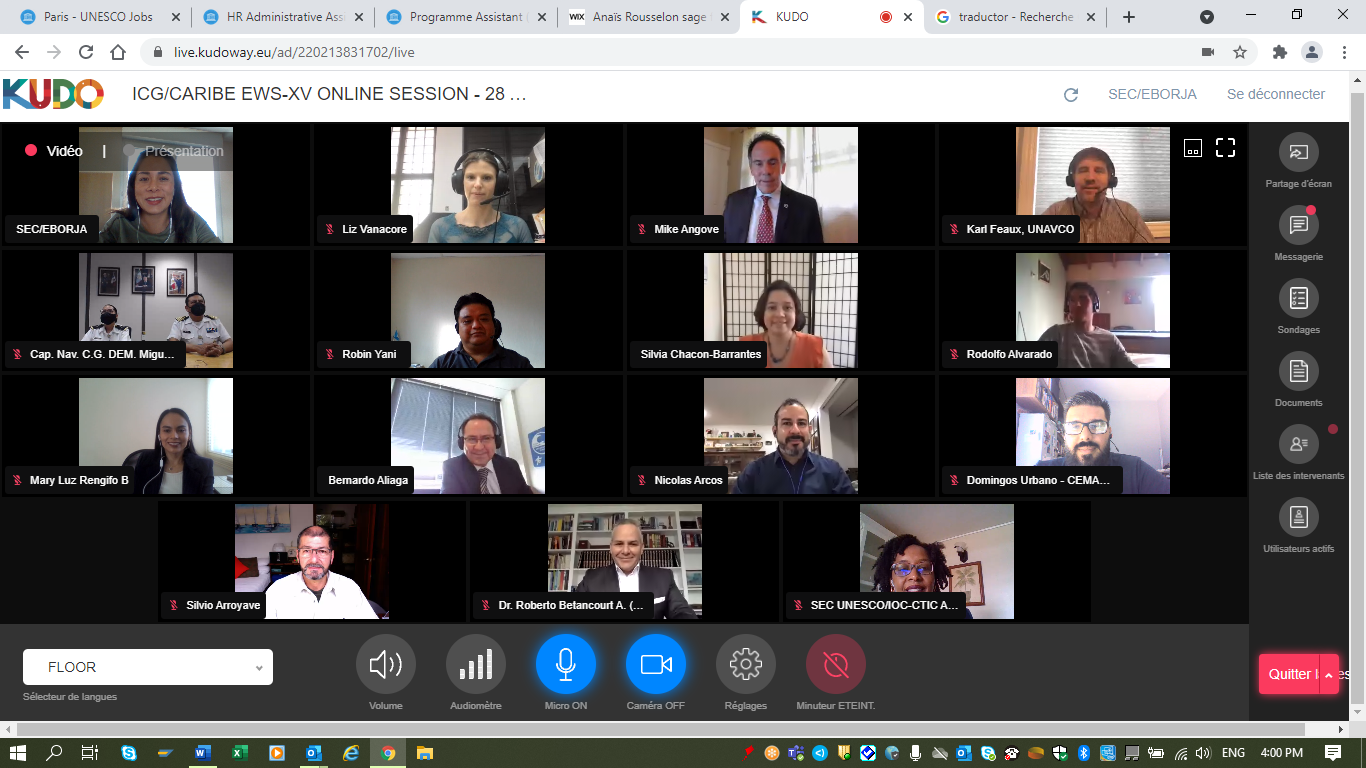 Paris - UNESCO Jobs
HR Administrative Assi
Programme Assistant (
WIX
Anaïs Rousselon sage
KUDO
traductor - Recherche
live.kudoway.eu/ad/220213831702/live
KUDO
ICG/CARIBE EWS-XV ONLINE SESSION - 28 ...
SEC/EBORJA
Se déconnecter
Vidéo | Présentation
SEC/EBORJA
Liz Vanacore
Mike Angove
Karl Feaux, UNAVCO
Cap. Nav. C.G. DEM. Migu...
Robin Yani
Silvia Chacon-Barrantes
Rodolfo Alvarado
Mary Luz Rengifo B
Bernardo Aliaga
Nicolas Arcos
Domingos Urbano - CEMA...
Silvio Arroyave
Dr. Roberto Betancourt A. (...
SEC UNESCO/IOC-CTIC A...
Partage d'écran
Messagerie
Sondages
Documents
Liste des intervenants
Utilisateurs actifs
FLOOR
Sélecteur de langues
Volume
Audiomètre
Micro ON
Caméra OFF
Réglages
Minuteur ETEINT.
Quitter
ENG
4:00 PM